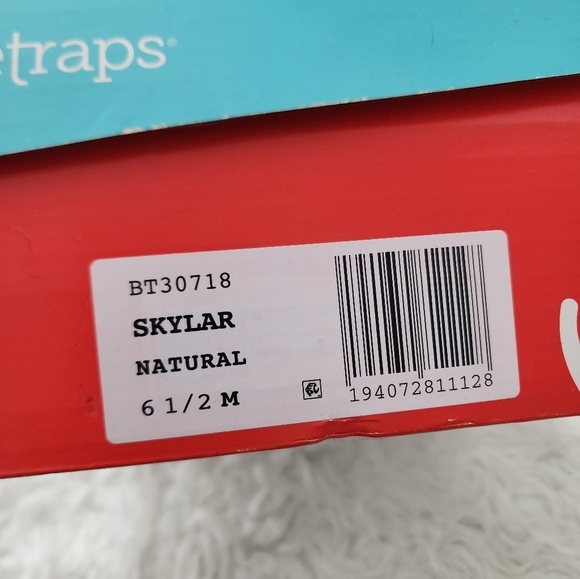 etraps
BT30718
SKYLAR
NATURAL
6 1/2 M
194072811128